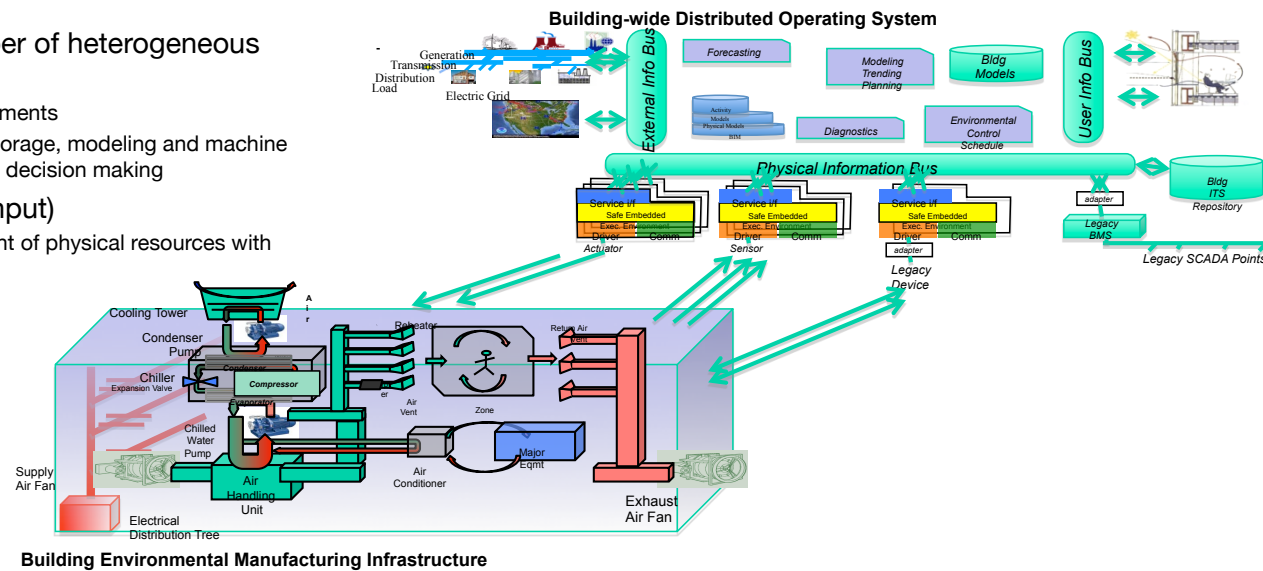 Building-wide Distributed Operating System
er of heterogeneous
ments
orage, modeling and machine
decision making
nput)
nt of physical resources with
-
Generation
Transmission
Distribution
Load
Electric Grid
External Info Bus
Forecasting
Modeling
Trending
Planning
Bldg
Models
User Info Bus
Activity
Models
Physical Models
BIM
Diagnostics
Environmental
Control
Schedule
Physical Information Bus
Bldg
ITS
Repository
Service i/f
Safe Embedded
Exec. Environment
Driver
Comm
Actuator
Service i/f
Safe Embedded
Exec. Environment
Driver
Comm
Sensor
Service i/f
Safe Embedded
Exec. Environment
Driver
Comm
adapter
Legacy
Device
adapter
Legacy
BMS
Legacy SCADA Points
Cooling Tower
A
i
r
Condenser
Pump
Condenser
Chiller
Expansion Valve
Compressor
Evaporator
Chilled
Water
Pump
Reheater
er
Air
Vent
Zone
Return Air
Vent
Supply
Air Fan
Air
Handling
Unit
Air
Conditioner
Major
Eqmt
Exhaust
Air Fan
Electrical
Distribution Tree
Building Environmental Manufacturing Infrastructure